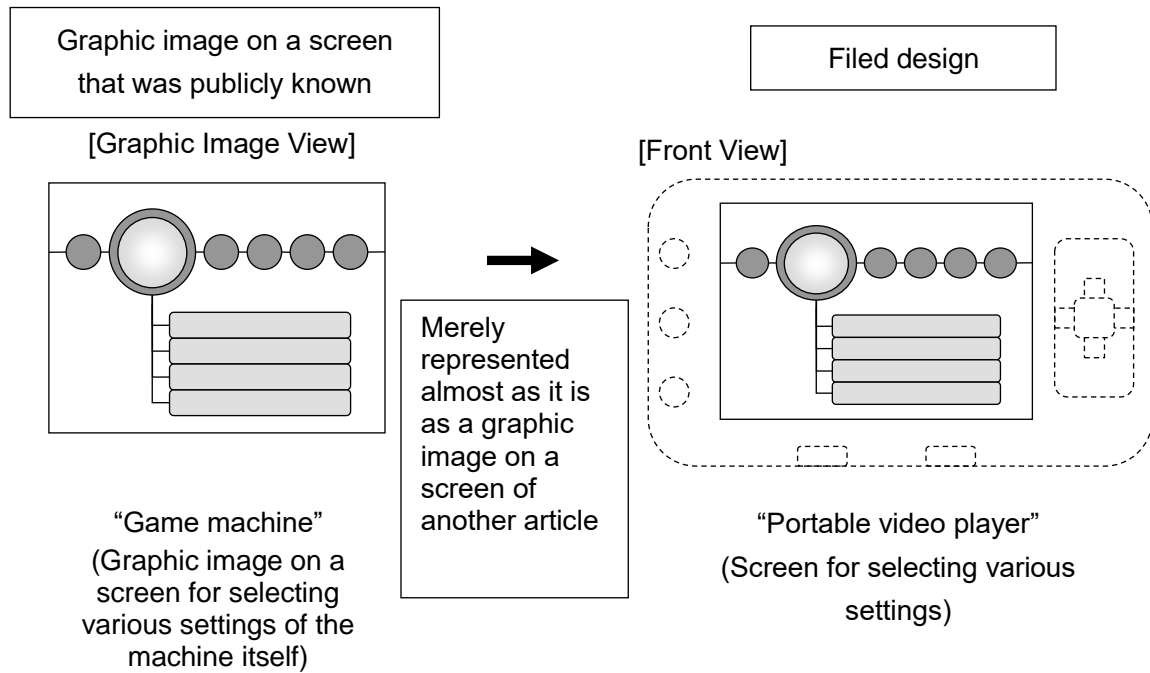 Graphic image on a screen
that was publicly known
Filed design
[Graphic Image View]
[Front View]
Merely
represented
almost as it is
as a graphic
image on a
screen of
another article
“Game machine”
(Graphic image on a
screen for selecting
various settings of the
machine itself)
“Portable video player”
(Screen for selecting various
settings)